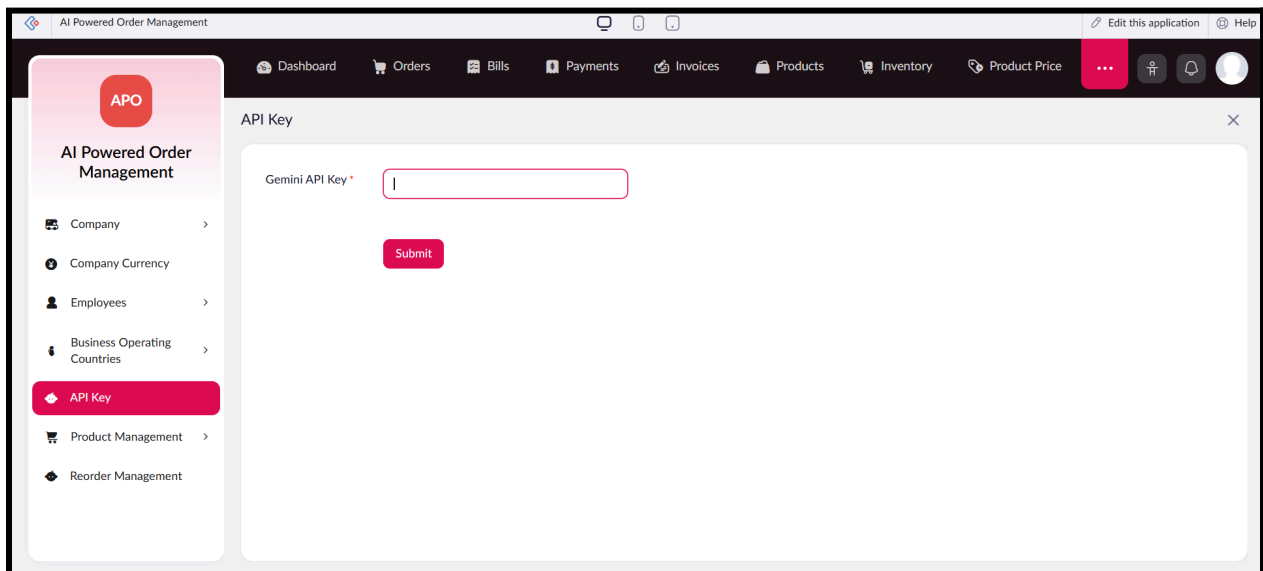 AI Powered Order Management
Edit this application
Help
Dashboard
Orders
Bills
Payments
Invoices
Products
Inventory
Product Price
APO
AI Powered Order
Management
Company
Company Currency
Employees
Business Operating
Countries
API Key
Product Management
Reorder Management
API Key
Gemini API Key *
Submit